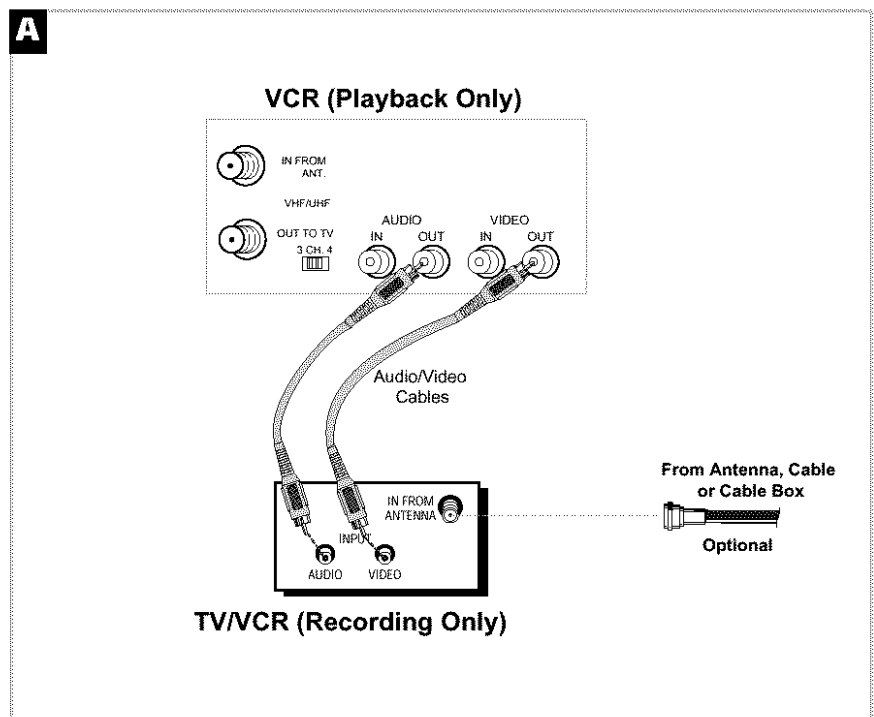 A
VCR (Playback Only)
IN FROM
ANT.
VHF/UHF
OUT TO TV
3 CH. 4
AUDIO
IN OUT
VIDEO
IN OUT
Audio/Video
Cables
From Antenna, Cable
or Cable Box
Optional
IN FROM
ANTENNA
INPUT
AUDIO VIDEO
TV/VCR (Recording Only)